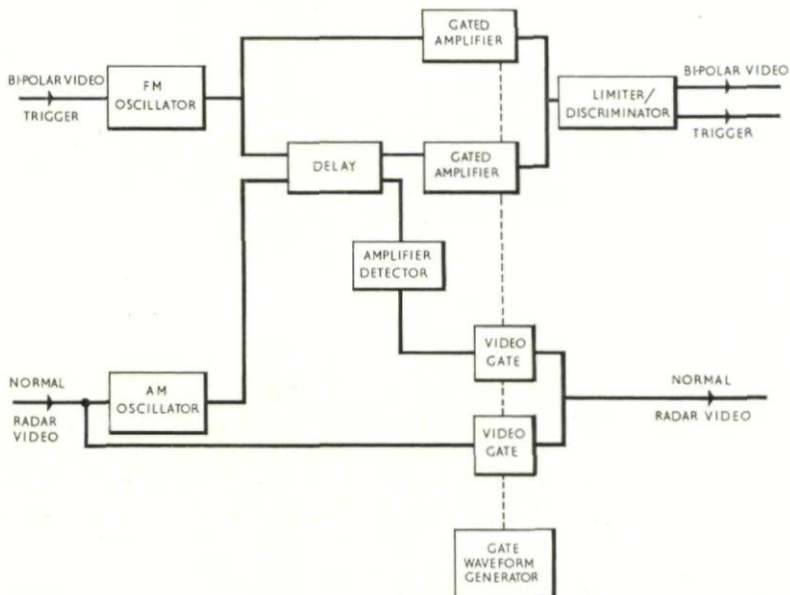 GATED
AMPLIFIER
BI-POLAR VIDEO
TRIGGER
FM
OSCILLATOR
LIMITER/
DISCRIMINATOR
BI-POLAR VIDEO
TRIGGER
DELAY
GATED
AMPLIFIER
AMPLIFIER
DETECTOR
VIDEO
GATE
NORMAL
RADAR
VIDEO
AM
OSCILLATOR
NORMAL
RADAR VIDEO
VIDEO
GATE
GATE
WAVEFORM
GENERATOR